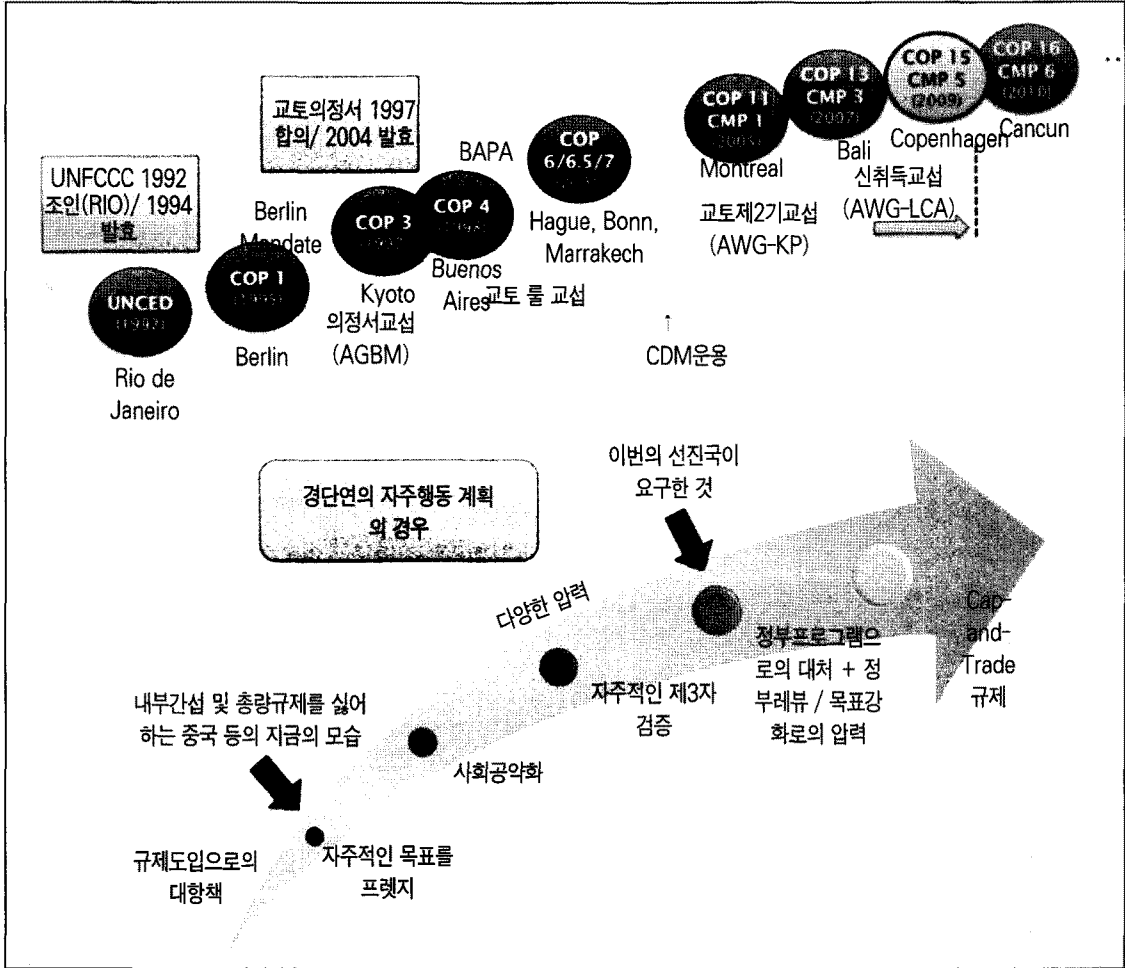 UNFCCC 1992
조인(RIO)/ 1994
발효
교토의정서 1997
합의/ 2004 발효
UNCED
(1992)
Rio de
Janeiro
Berlin
Mandate
COP 1
(1995)
Berlin
COP 3
Kyoto
의정서교섭
(AGBM)
BAPA
COP 4
Buenos
Aires
교토 룰 교섭
COP
6/6.5/7
Hague, Bonn,
Marrakech
CDM운용
COP 11
CMP 1
(2005)
Montreal
교토제2기교섭
(AWG-KP)
COP 13
CMP 3
(2007)
Bali
신취득교섭
(AWG-LCA)
COP 15
CMP 5
(2009)
Copenhagen
COP 16
CMP 6
(2010)
Cancun
..
경단연의 자주행동 계획
의 경우
이번의 선진국이
요구한 것
다양한 압력
내부간섭 및 총량규제를 싫어
하는 중국 등의 지금의 모습
규제도입으로의
대항책
자주적인 목표를
프렛지
사회공약화
자주적인 제3자
검증
정부프로그램으
로의 대처 + 정
부레뷰 / 목표강
화로의 압력
Cap-
and-
Trade
규제